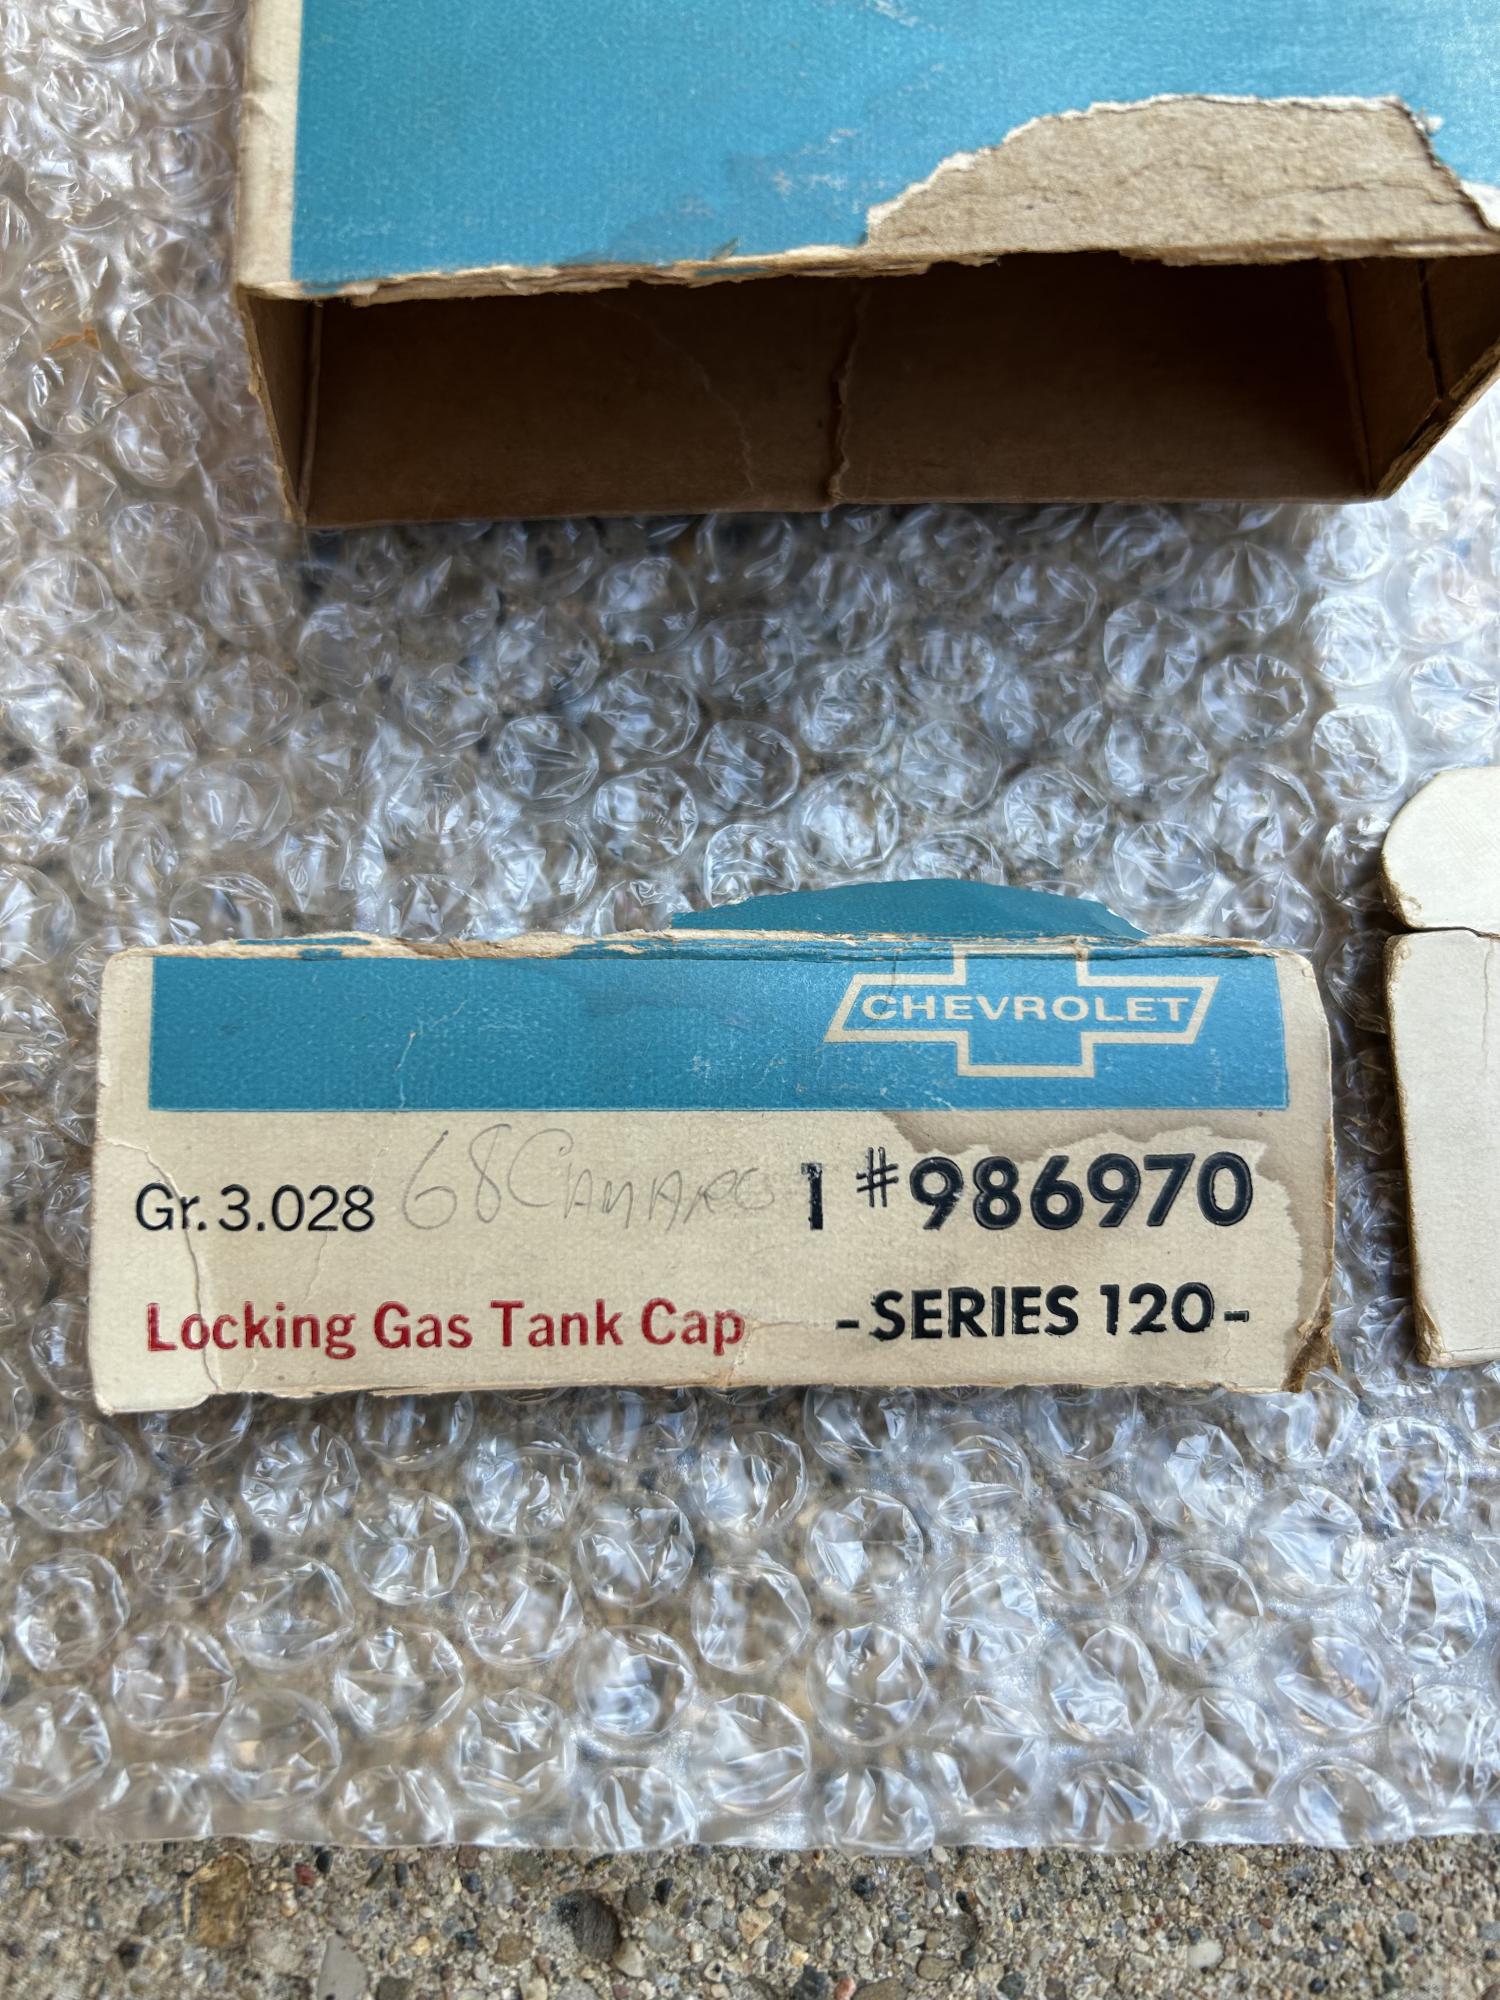 CHEVROLET
Gr. 3.028 68 CAMARO 1 #986970
Locking Gas Tank Cap -SERIES 120-